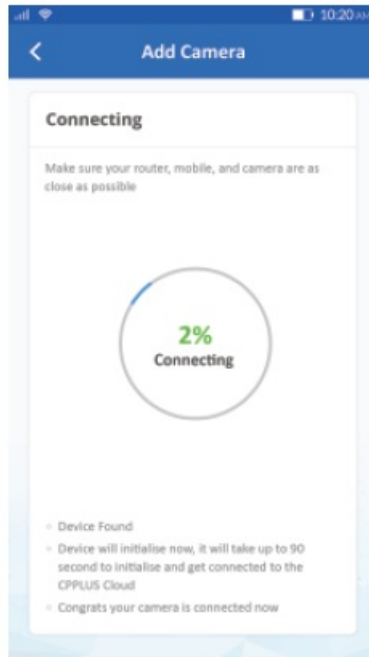 10:20 AM
Add Camera
Connecting
Make sure your router, mobile, and camera are as
close as possible
2%
Connecting
Device Found
Device will initialise now, it will take up to 90
second to initialise and get connected to the
CPPLUS Cloud
Congrats your camera is connected now